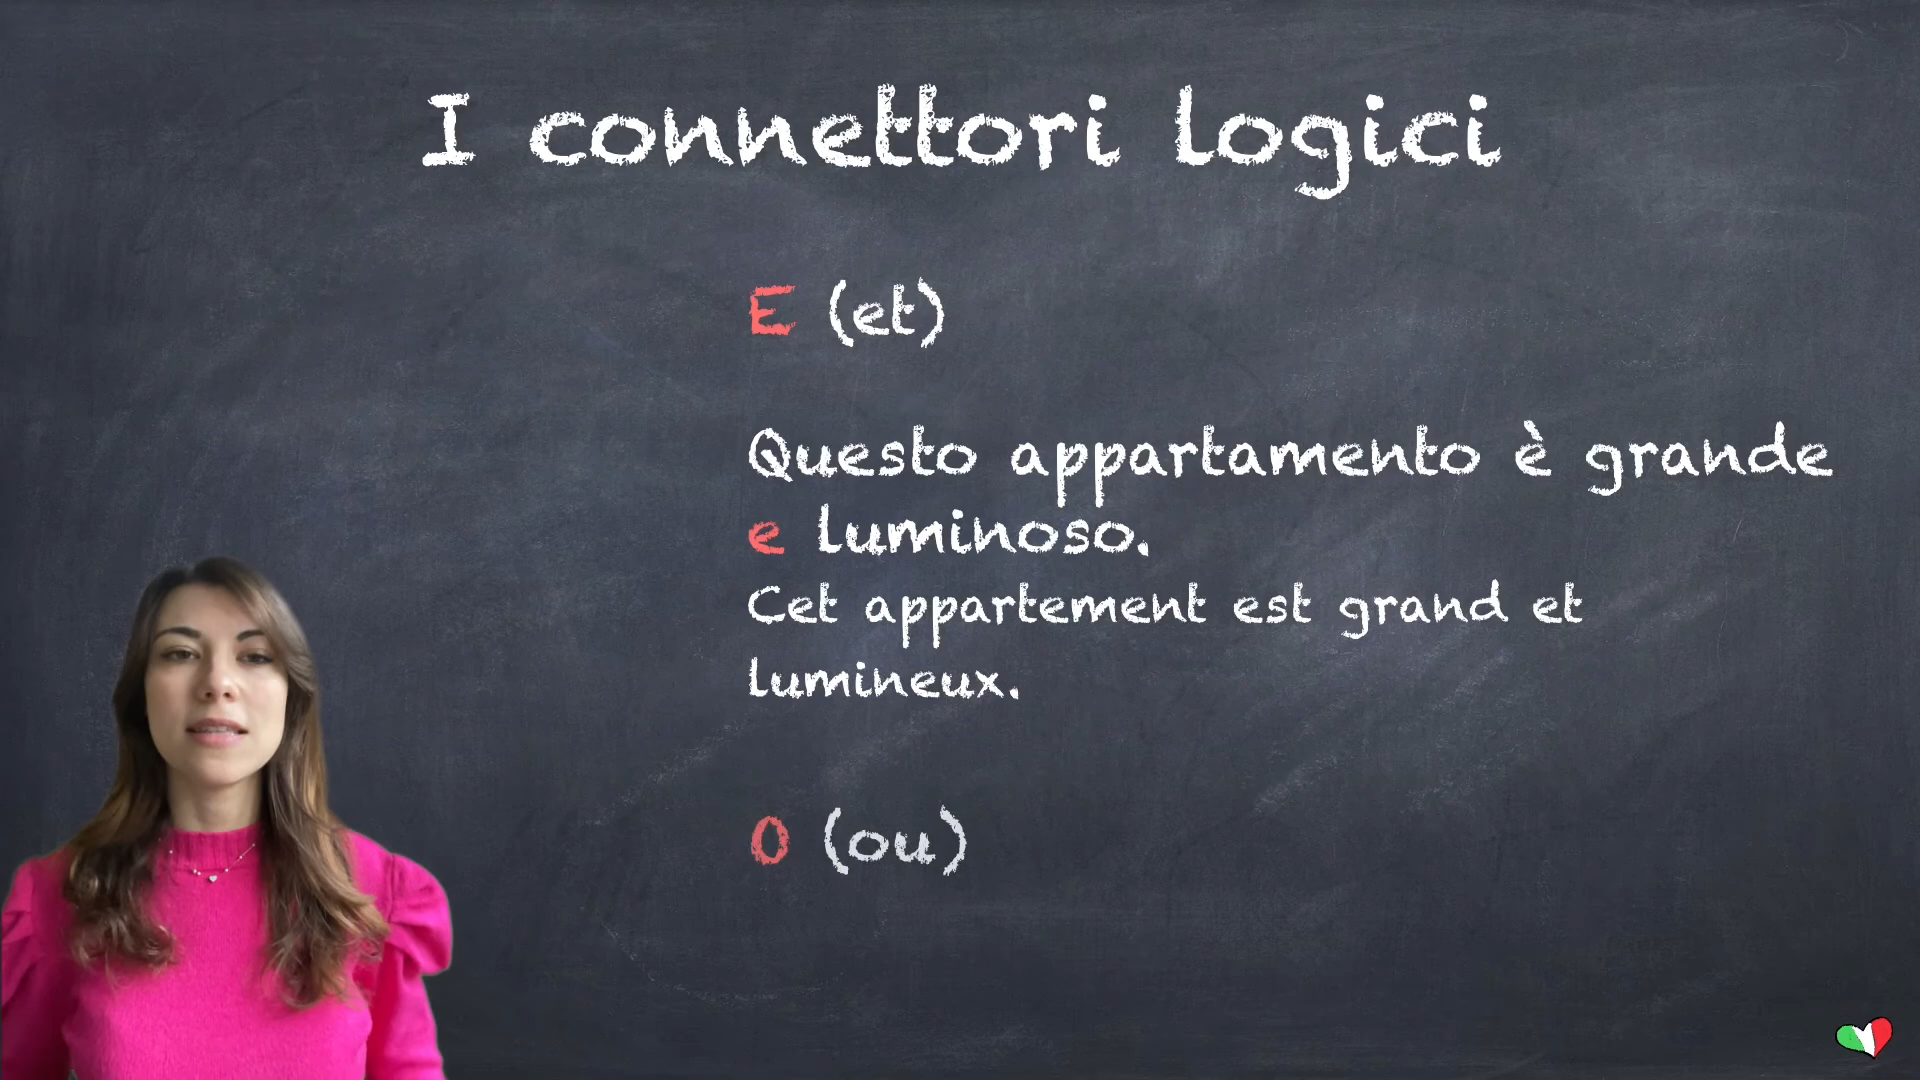 I connettori logici
E (et)
Questo appartamento è grande
e luminoso.
Cet appartement est grand et
lumineux.
O (ou)